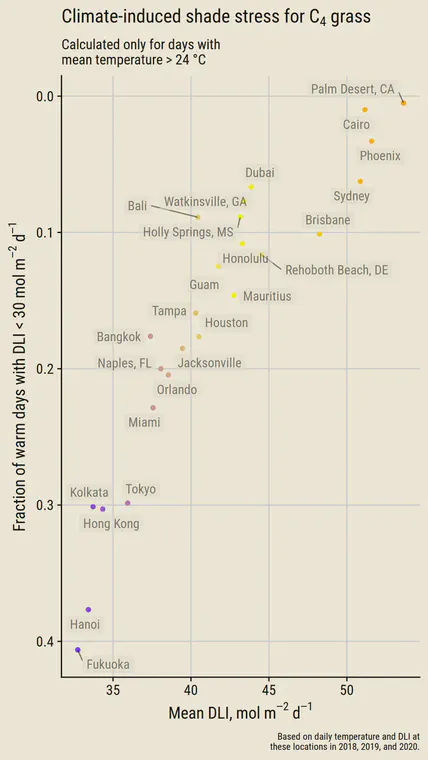 Climate-induced shade stress for C₄ grass
Calculated only for days with
mean temperature > 24 °C
Palm Desert, CA
Cairo
Phoenix
Dubai
Sydney
Watkinsville, GA
Bali
Brisbane
Holly Springs, MS
Honolulu
Rehoboth Beach, DE
Guam
Mauritius
Tampa
Houston
Bangkok
Naples, FL
Jacksonville
Orlando
Miami
Kolkata
Tokyo
Hong Kong
Hanoi
Fukuoka
0.0
0.1
0.2
0.3
0.4
Fraction of warm days with DLI < 30 mol m⁻² d⁻¹
35 40 45 50
Mean DLI, mol m⁻² d⁻¹
Based on daily temperature and DLI at
these locations in 2018, 2019, and 2020.